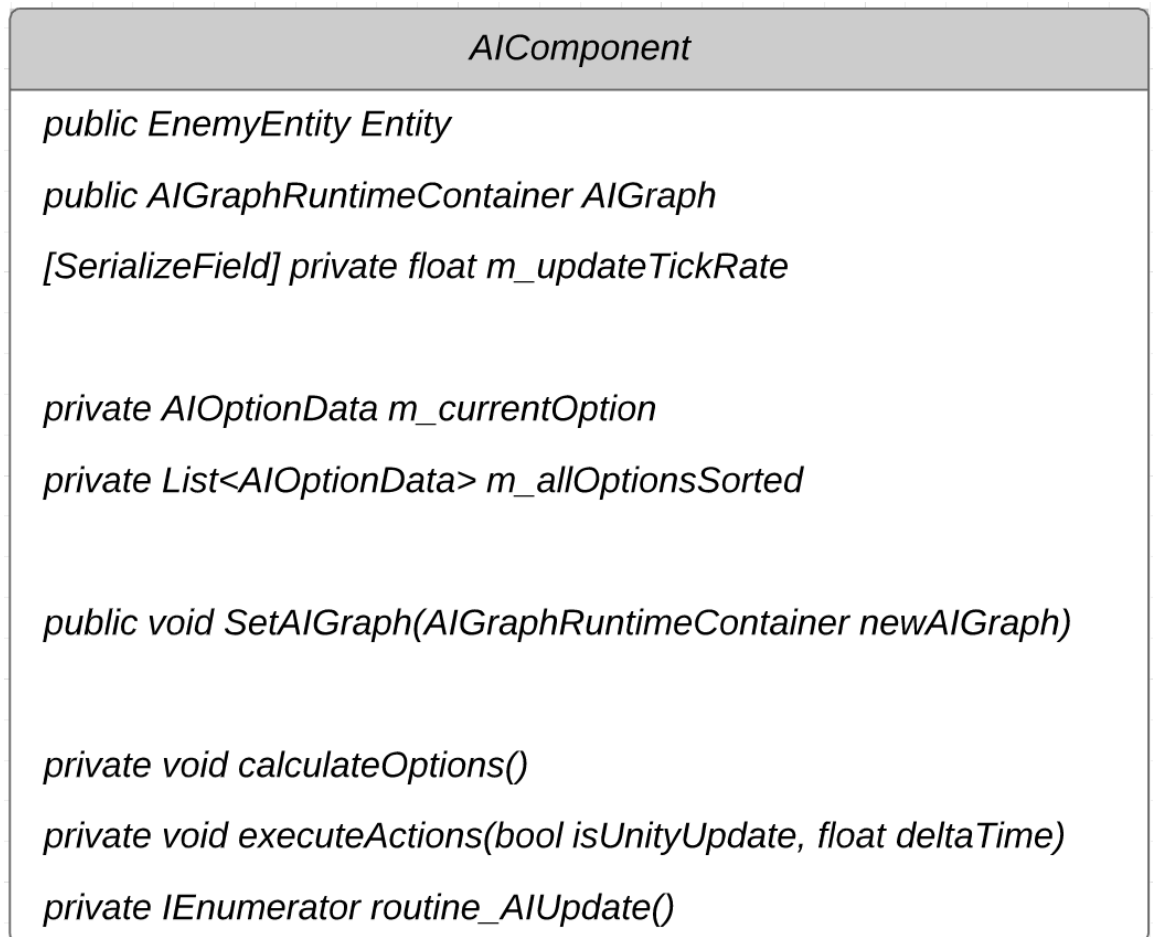 AIComponent
public EnemyEntity Entity
public AIGraphRuntimeContainer AIGraph
[SerializeField] private float m_updateTickRate
private AIOptionData m_currentOption
private List<AIOptionData> m_allOptionsSorted
public void SetAIGraph(AIGraphRuntimeContainer newAIGraph)
private void calculateOptions()
private void executeActions(bool isUnityUpdate, float deltaTime)
private IEnumerator routine_AIUpdate()